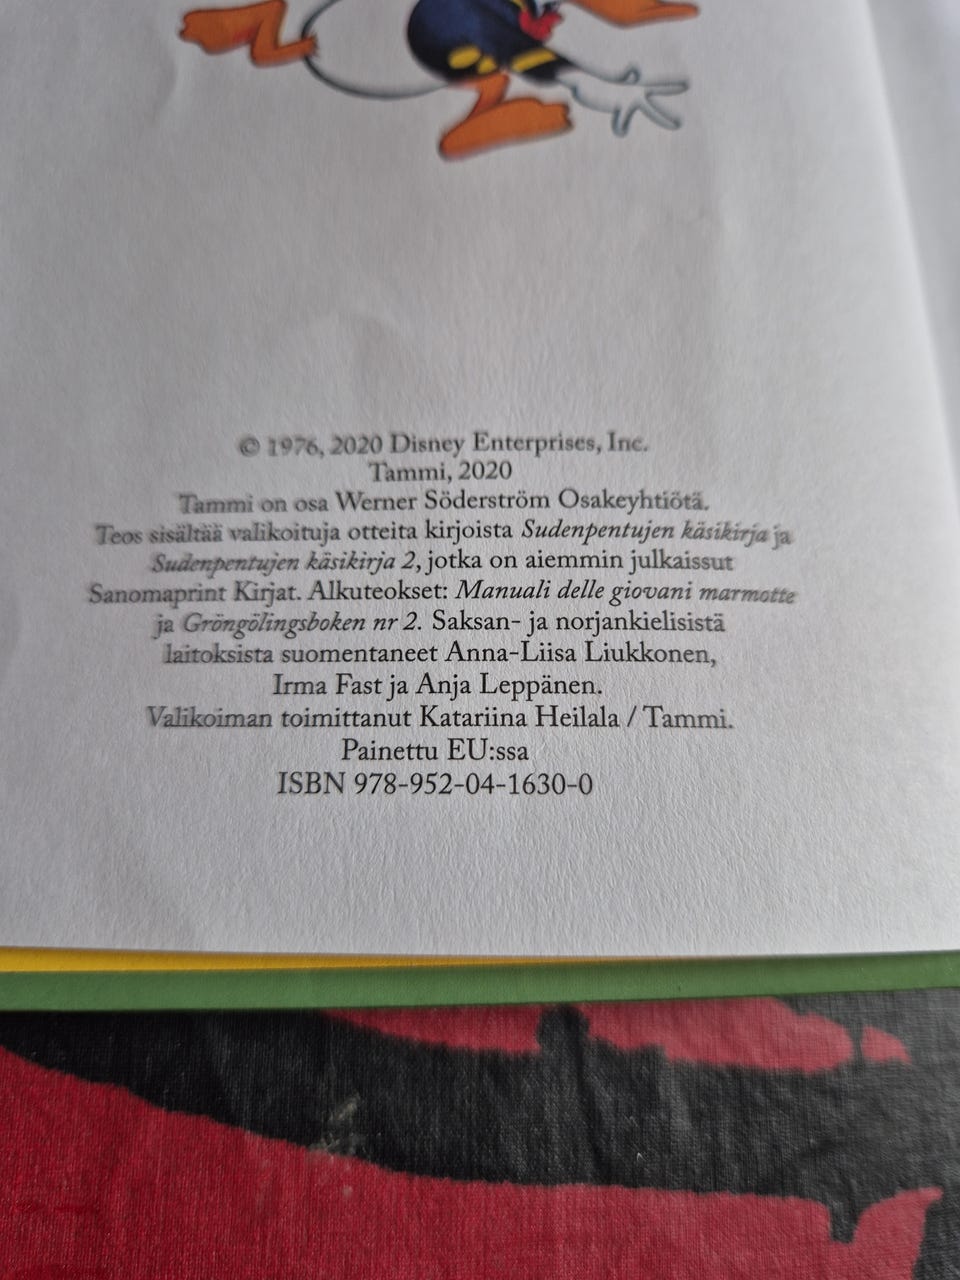 © 1976, 2020 Disney Enterprises, Inc.
Tammi, 2020
Tammi on osa Werner Söderström Osakeyhtiötä.
Teos sisältää valikoituja otteita kirjoista Sudenpentujen käsikirja ja
Sudenpentujen käsikirja 2, jotka on aiemmin julkaissut
Sanomaprint Kirjat. Alkuteokset: Manuali delle giovani marmotte
ja Gröngölingsboken nr 2. Saksan- ja norjankielisistä
laitoksista suomentaneet Anna-Liisa Liukkonen,
Irma Fast ja Anja Leppänen.
Valikoiman toimittanut Katariina Heilala / Tammi.
Painettu EU:ssa
ISBN 978-952-04-1630-0